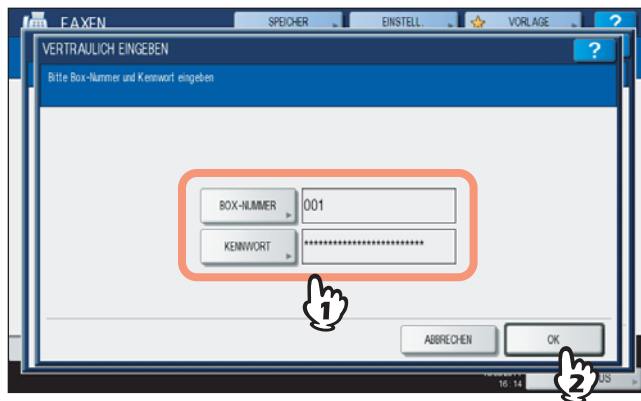 FAXEN SPEICHER EINSTELL. VORLAGE ?
VERTRAULICH EINGEBEN ?
Bitte Box-Nummer und Kennwort eingeben
BOX-NUMMER 001
KENNWORT *************************
1
ABBRECHEN OK
2
16:14